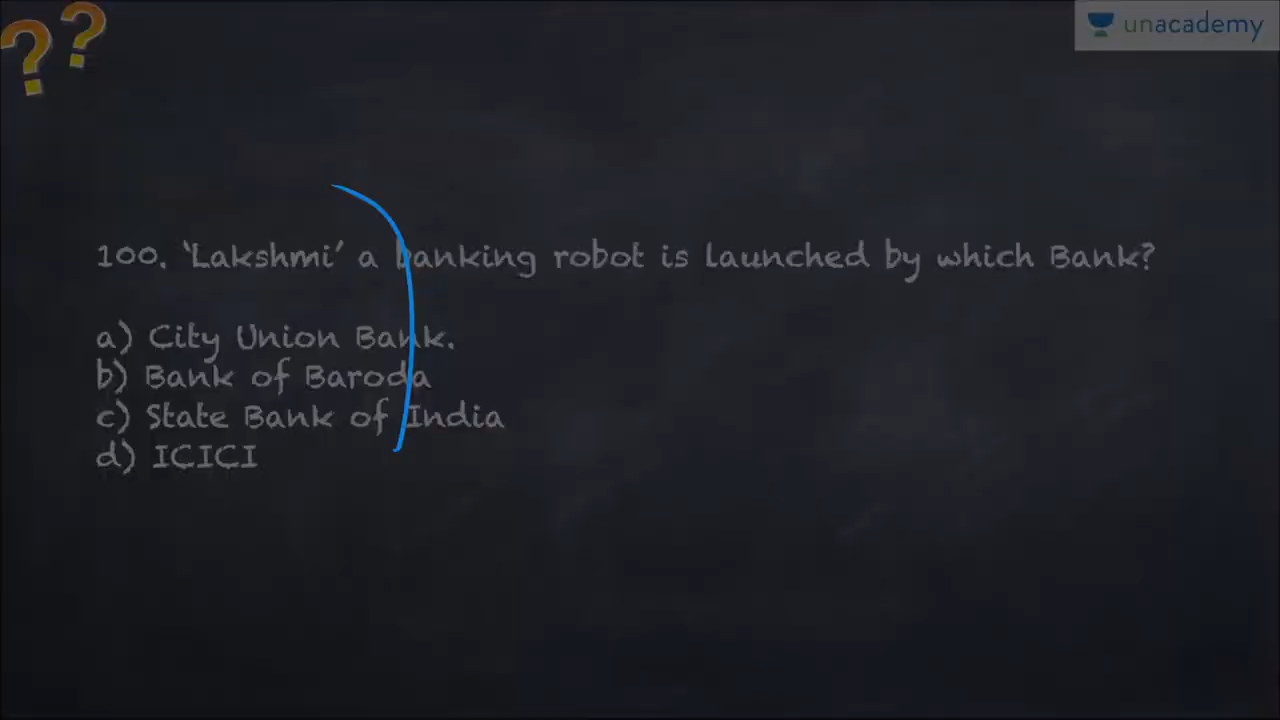 ??
unacademy
100. ‘Lakshmi’ a banking robot is launched by which Bank?
a) City Union Bank.
b) Bank of Baroda
c) State Bank of India
d) ICICI